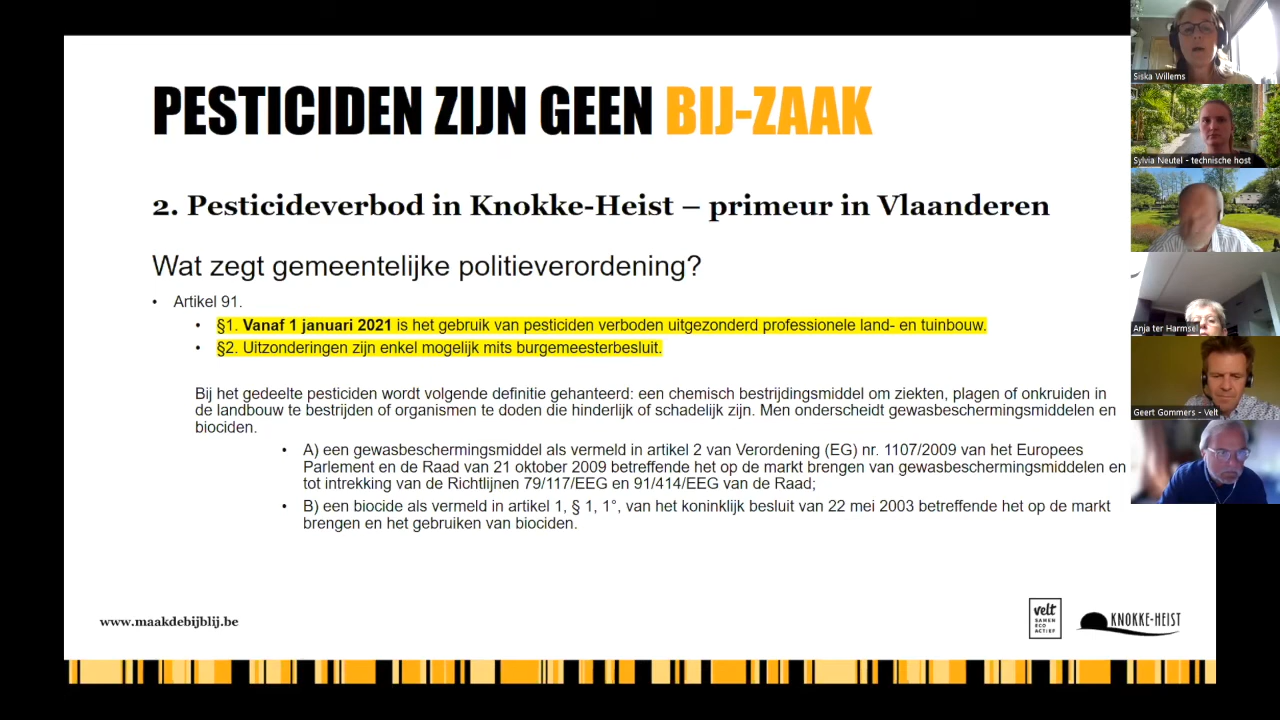 PESTICIDEN ZIJN GEEN BIJ-ZAAK
2. Pesticideverbod in Knokke-Heist – primeur in Vlaanderen
Wat zegt gemeentelijke politieverordening?
• Artikel 91.
• §1. Vanaf 1 januari 2021 is het gebruik van pesticiden verboden uitgezonderd professionele land- en tuinbouw.
• §2. Uitzonderingen zijn enkel mogelijk mits burgemeesterbesluit.
Bij het gedeelte pesticiden wordt volgende definitie gehanteerd: een chemisch bestrijdingsmiddel om ziekten, plagen of onkruiden in
de landbouw te bestrijden of organismen te doden die hinderlijk of schadelijk zijn. Men onderscheidt gewasbeschermingsmiddelen en
biociden.
• A) een gewasbeschermingsmiddel als vermeld in artikel 2 van Verordening (EG) nr. 1107/2009 van het Europees
Parlement en de Raad van 21 oktober 2009 betreffende het op de markt brengen van gewasbeschermingsmiddelen en
tot intrekking van de Richtlijnen 79/117/EEG en 91/414/EEG van de Raad;
• B) een biocide als vermeld in artikel 1, § 1, 1°, van het koninklijk besluit van 22 mei 2003 betreffende het op de markt
brengen en het gebruiken van biociden.
www.maakdebijblij.be
velt
SAMEN
ECO
ACTIEF
KNOKKE-HEIST
Siska Willems
Sylvia Neutel - technische host
Anja ter Harmsel
Geert Gommers - Velt